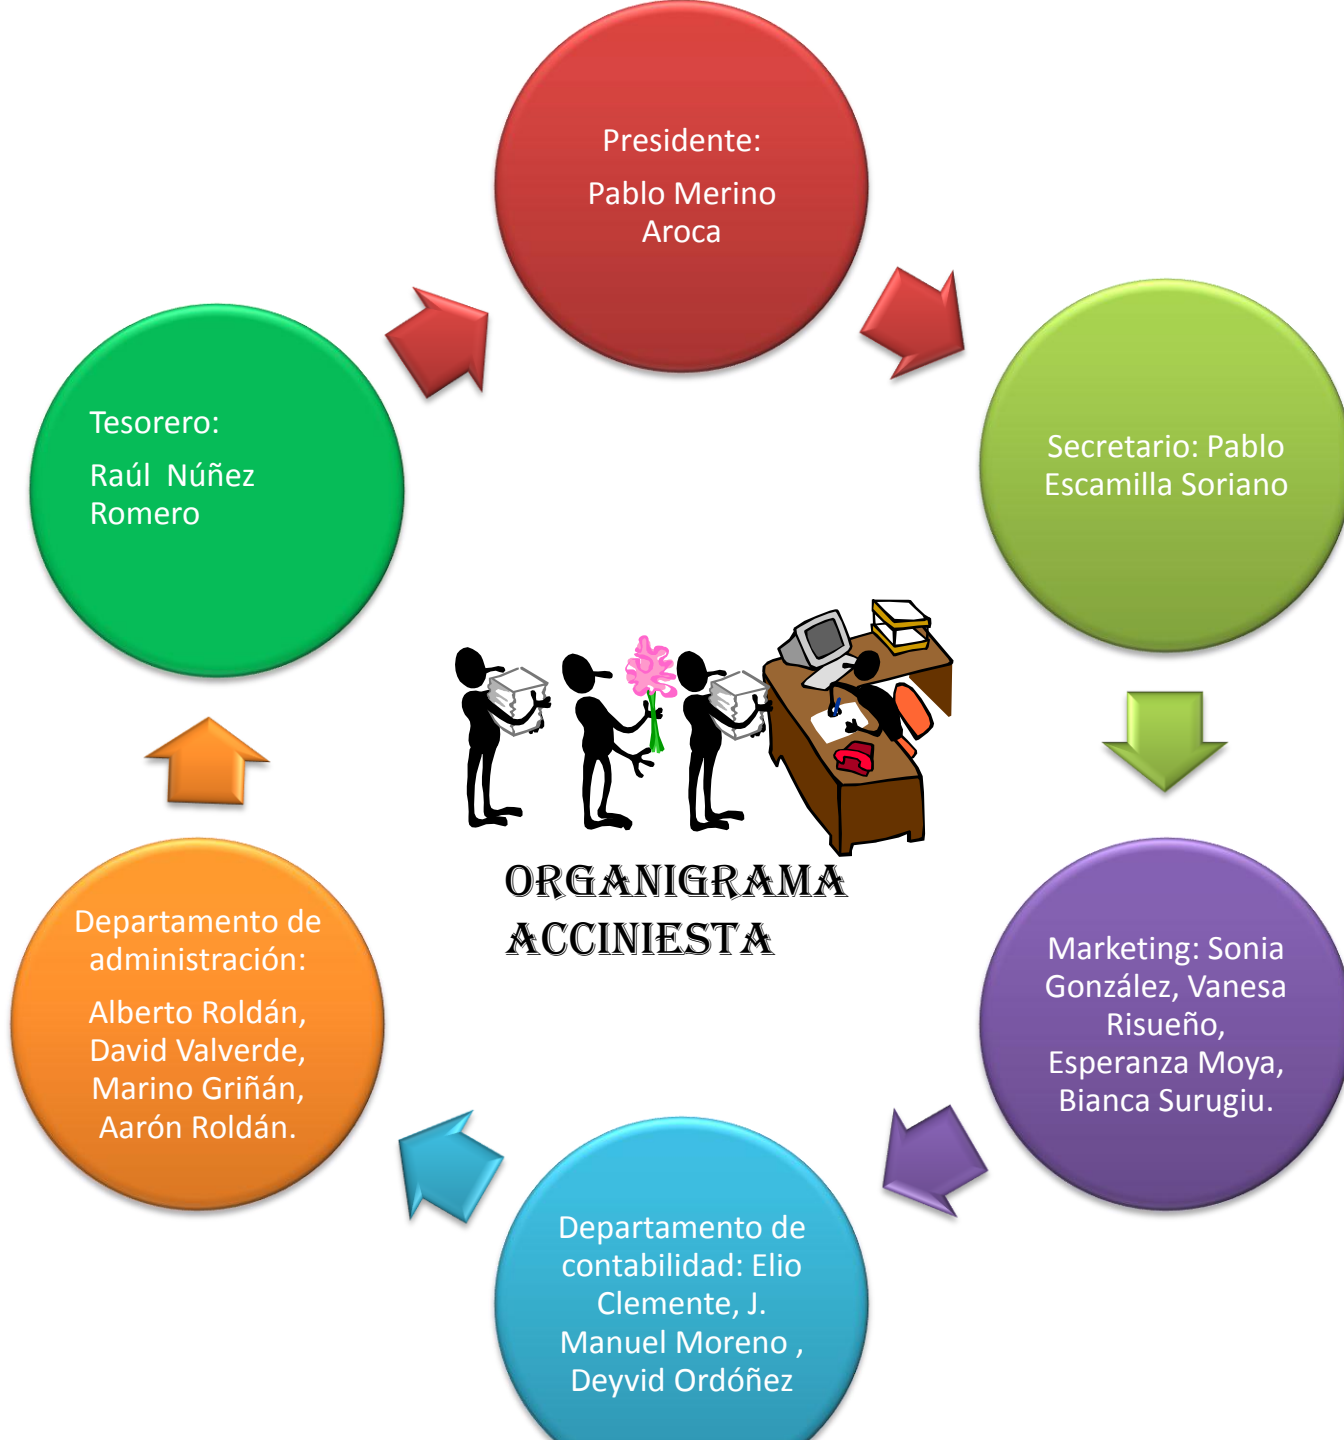 Presidente:
Pablo Merino
Aroca
Secretario: Pablo
Escamilla Soriano
Marketing: Sonia
González, Vanesa
Risueño,
Esperanza Moya,
Bianca Surugiu.
Departamento de
contabilidad: Elio
Clemente, J.
Manuel Moreno ,
Deyvid Ordóñez
Departamento de
administración:
Alberto Roldán,
David Valverde,
Marino Griñán,
Aarón Roldán.
Tesorero:
Raúl  Núñez
Romero
ORGANIGRAMA
ACCINIESTA